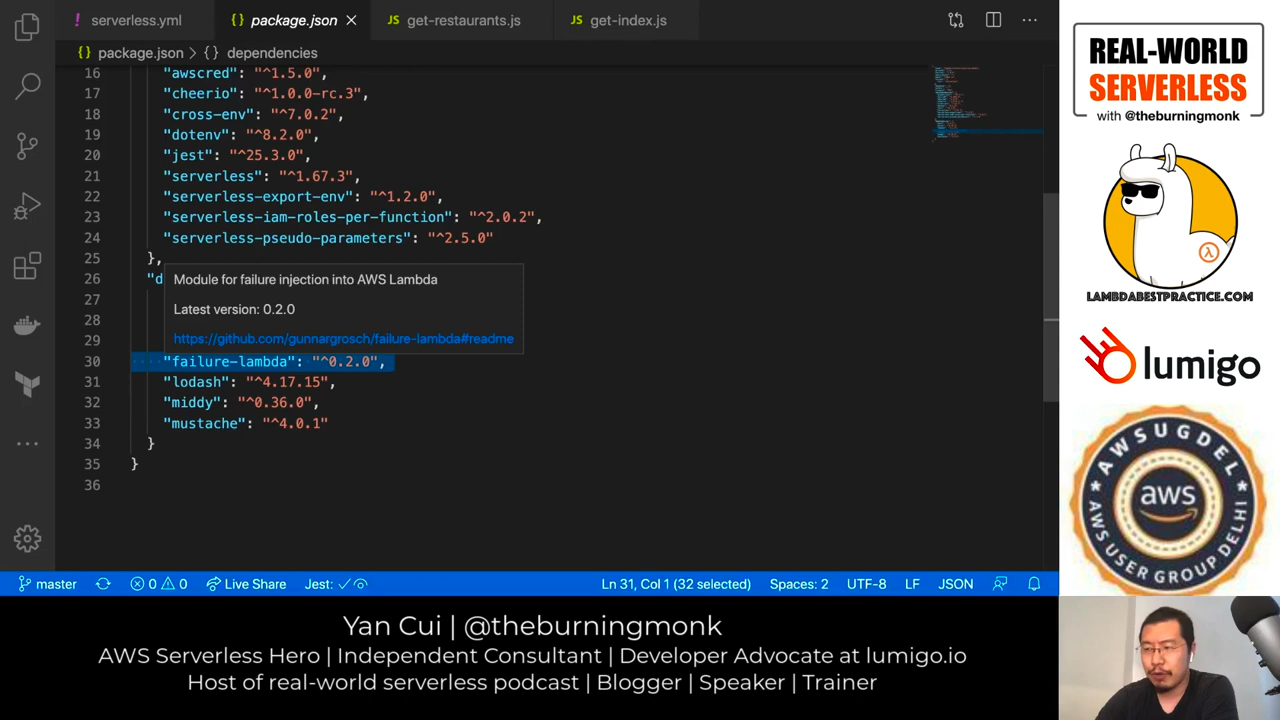 serverless.yml
package.json
get-restaurants.js
get-index.js
package.json > {} dependencies
16 "awscred": "^1.5.0",
17 "cheerio": "^1.0.0-rc.3",
18 "cross-env": "^7.0.2",
19 "dotenv": "^8.2.0",
20 "jest": "^25.3.0",
21 "serverless": "^1.67.3",
22 "serverless-export-env": "^1.2.0",
23 "serverless-iam-roles-per-function": "^2.0.2",
24 "serverless-pseudo-parameters": "^2.5.0"
25 },
26 "d
Module for failure injection into AWS Lambda
27
Latest version: 0.2.0
28
29
https://github.com/gunnargrosch/failure-lambda#readme
30 "failure-lambda": "^0.2.0",
31 "lodash": "^4.17.15",
32 "middy": "^0.36.0",
33 "mustache": "^4.0.1"
34 }
35 }
36
master 0 0 Live Share Jest: Ln 31, Col 1 (32 selected) Spaces: 2 UTF-8 LF JSON
Yan Cui | @theburningmonk
AWS Serverless Hero | Independent Consultant | Developer Advocate at lumigo.io
Host of real-world serverless podcast | Blogger | Speaker | Trainer
REAL-WORLD
SERVERLESS
with @theburningmonk
λ
LAMBDABESTPRACTICE.COM
lumigo
AWSUGDEL
aws
AWS USER GROUP DELHI